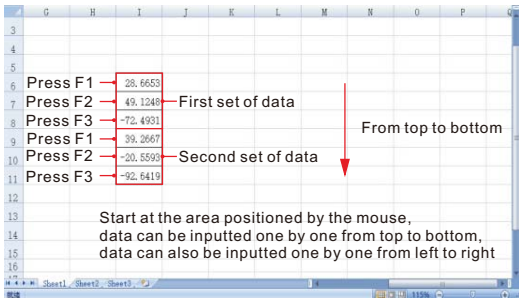 G H I J K L M N O P Q
3
4
5
6 Press F1 28.6653
7 Press F2 49.1248 First set of data
8 Press F3 -72.4931
From top to bottom
9 Press F1 39.2667
10 Press F2 -20.5593 Second set of data
11 Press F3 -92.6419
12
13 Start at the area positioned by the mouse,
14 data can be inputted one by one from top to bottom,
15 data can also be inputted one by one from left to right
16
17
Sheet1 Sheet2 Sheet3
就绪 115%